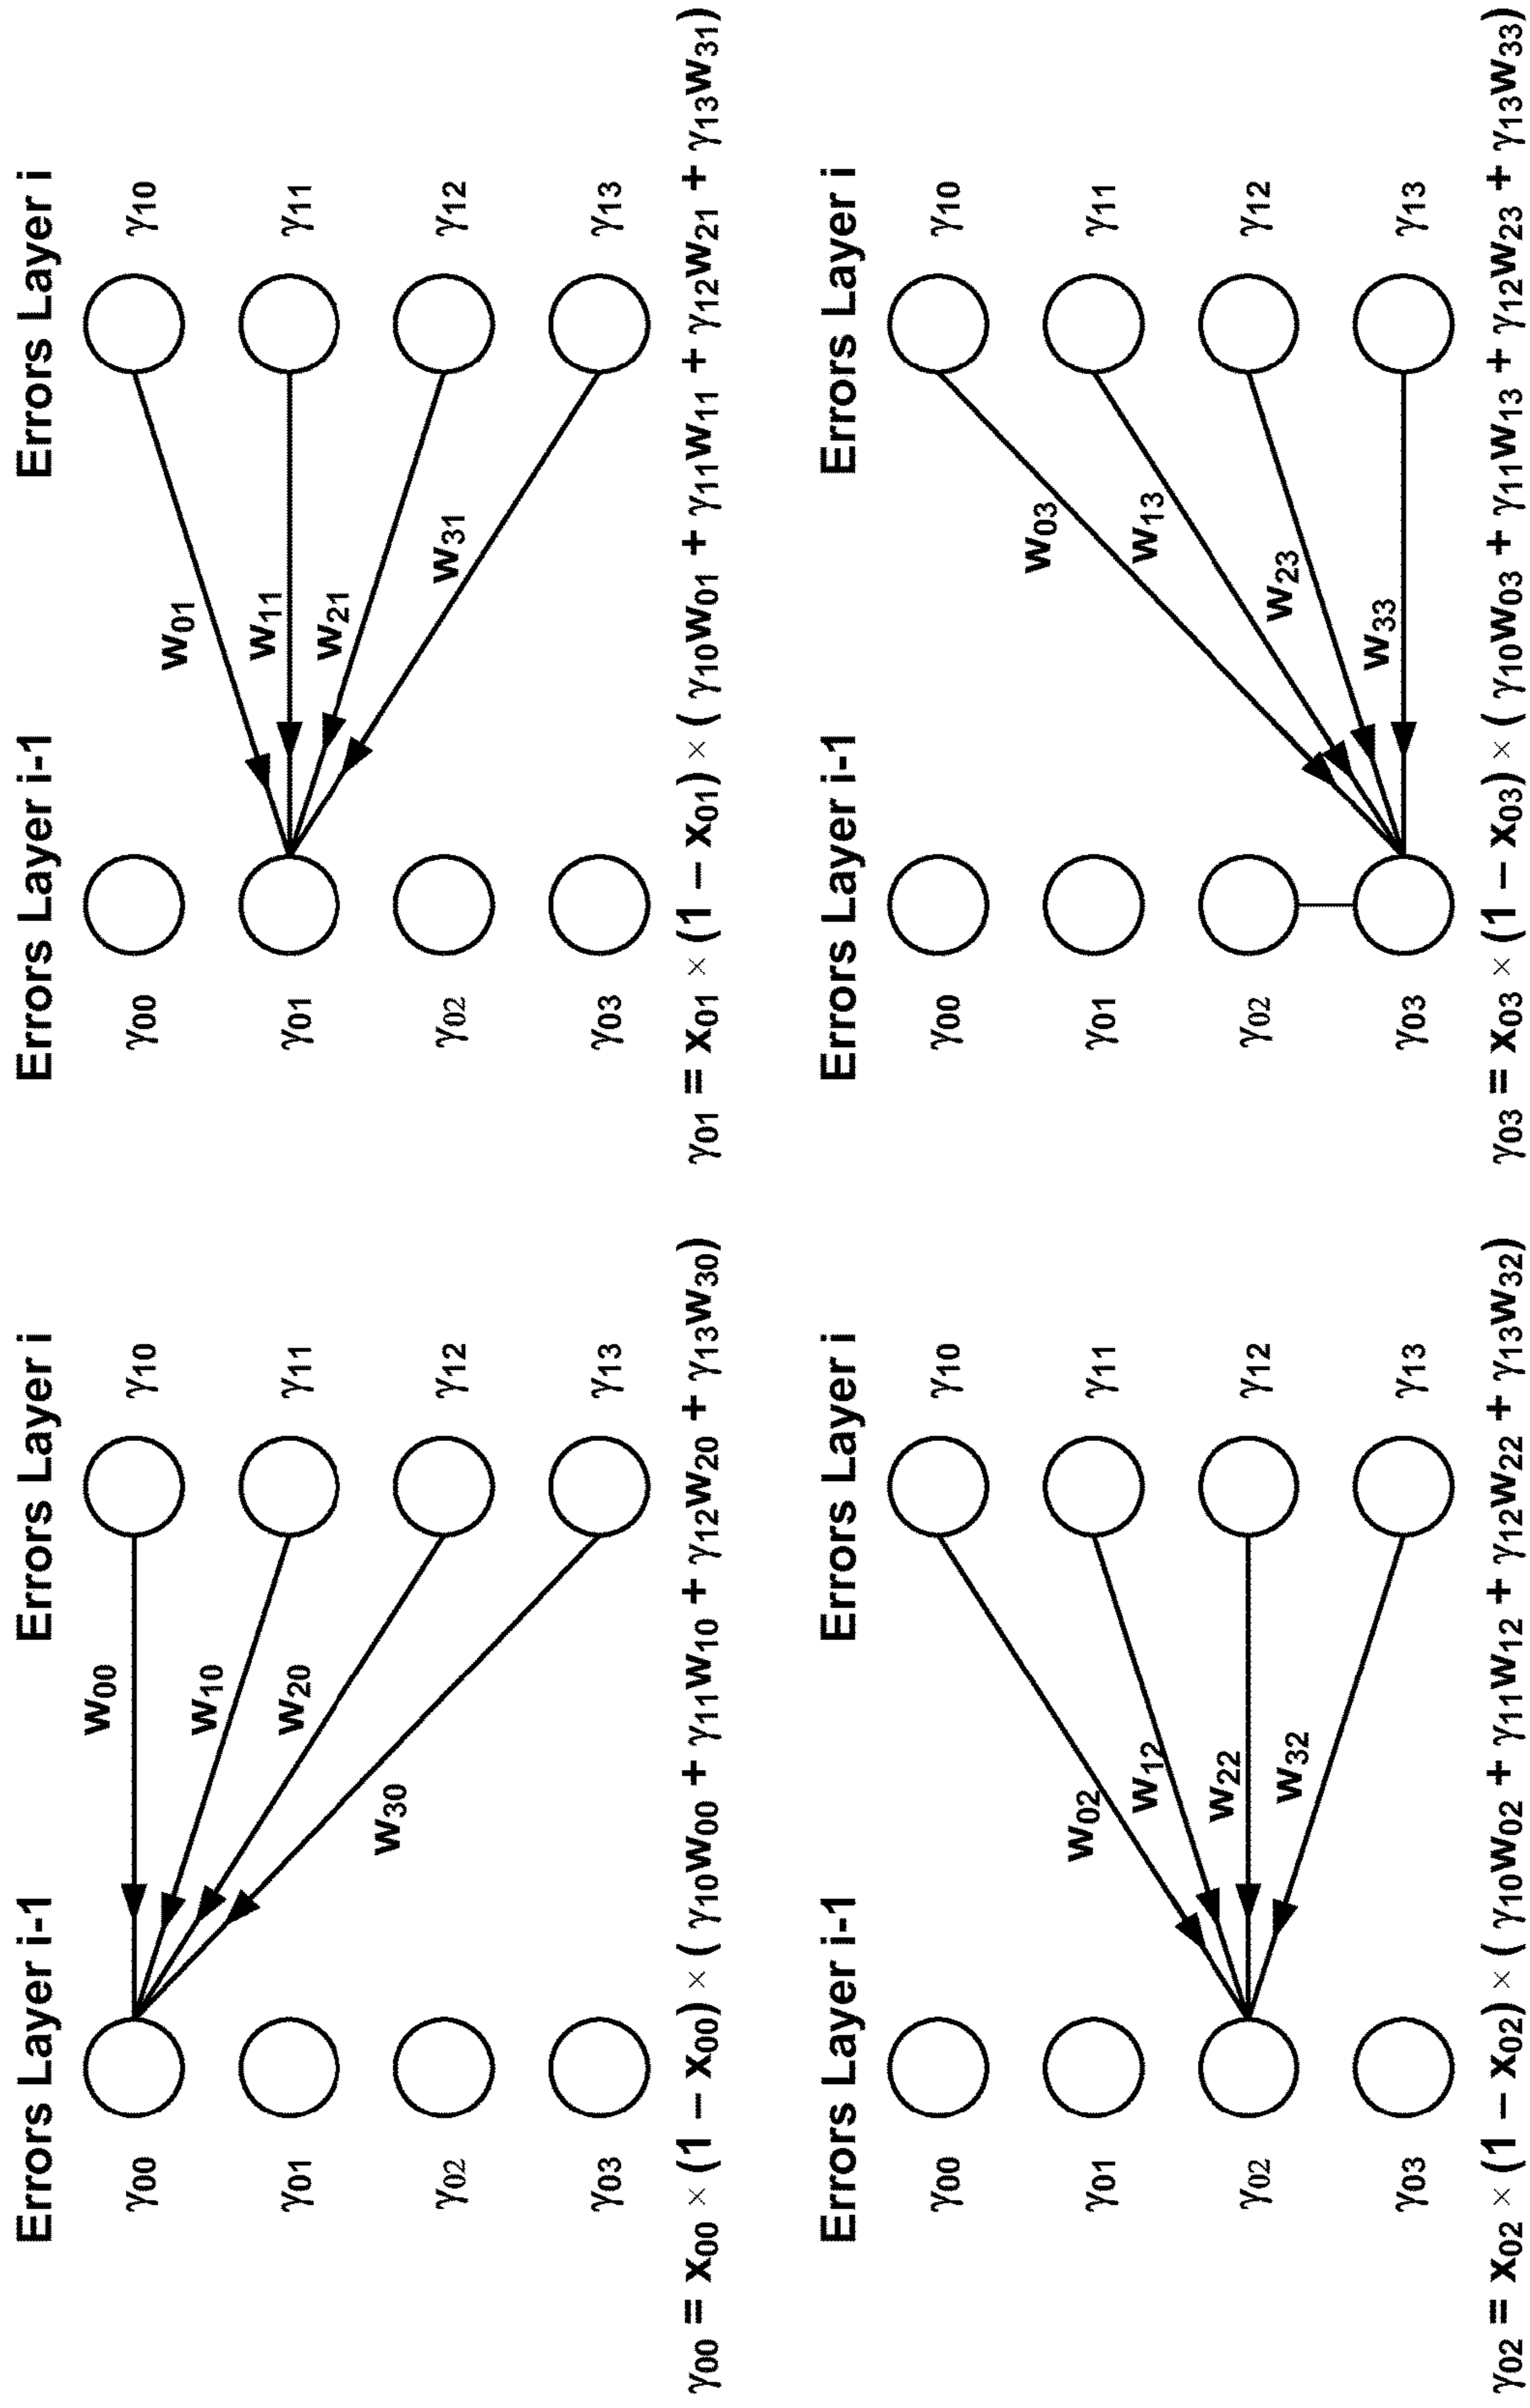 Errors Layer i-1 Errors Layer i
γ00 γ10
W00
γ01 γ11
W10
γ02 γ12
W20
γ03 γ13
W30
γ00 = X00 × (1 − X00) × ( γ10W00 + γ11W10 + γ12W20 + γ13W30)
Errors Layer i-1 Errors Layer i
γ00 γ10
W01
γ01 γ11
W11
γ02 γ12
W21
γ03 γ13
W31
γ01 = X01 × (1 − X01) × ( γ10W01 + γ11W11 + γ12W21 + γ13W31)
Errors Layer i-1 Errors Layer i
γ00 γ10
W02
γ01 γ11
W12
γ02 γ12
W22
γ03 γ13
W32
γ02 = X02 × (1 − X02) × ( γ10W02 + γ11W12 + γ12W22 + γ13W32)
Errors Layer i-1 Errors Layer i
γ00 γ10
W03
γ01 γ11
W13
γ02 γ12
W23
γ03 γ13
W33
γ03 = X03 × (1 − X03) × ( γ10W03 + γ11W13 + γ12W23 + γ13W33)